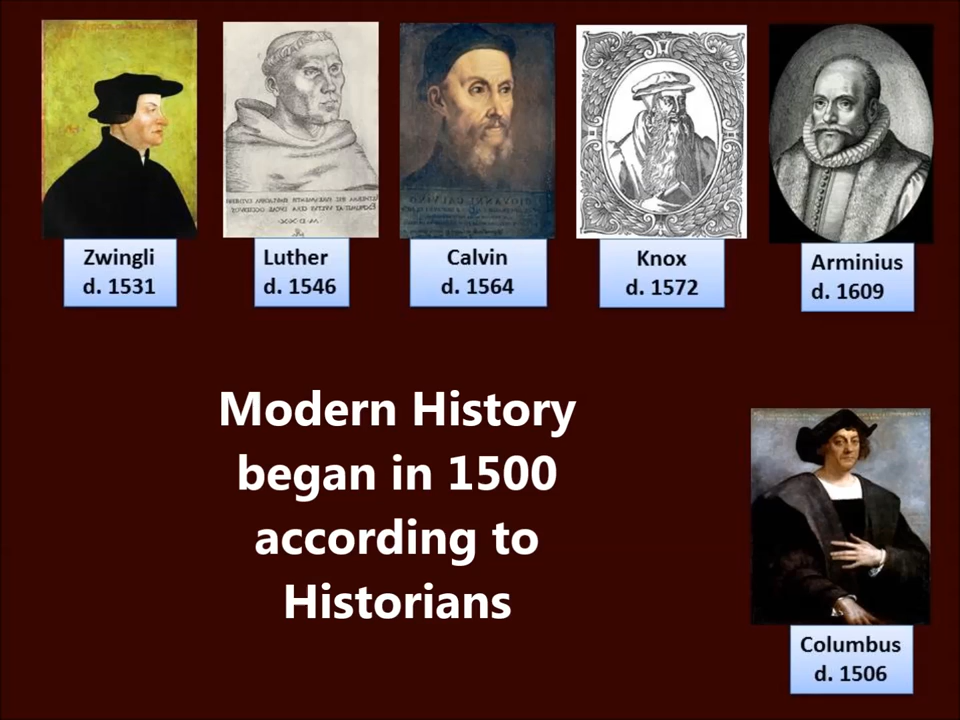 Zwingli
d. 1531
Luther
d. 1546
Calvin
d. 1564
Knox
d. 1572
Arminius
d. 1609
Modern History
began in 1500
according to
Historians
Columbus
d. 1506